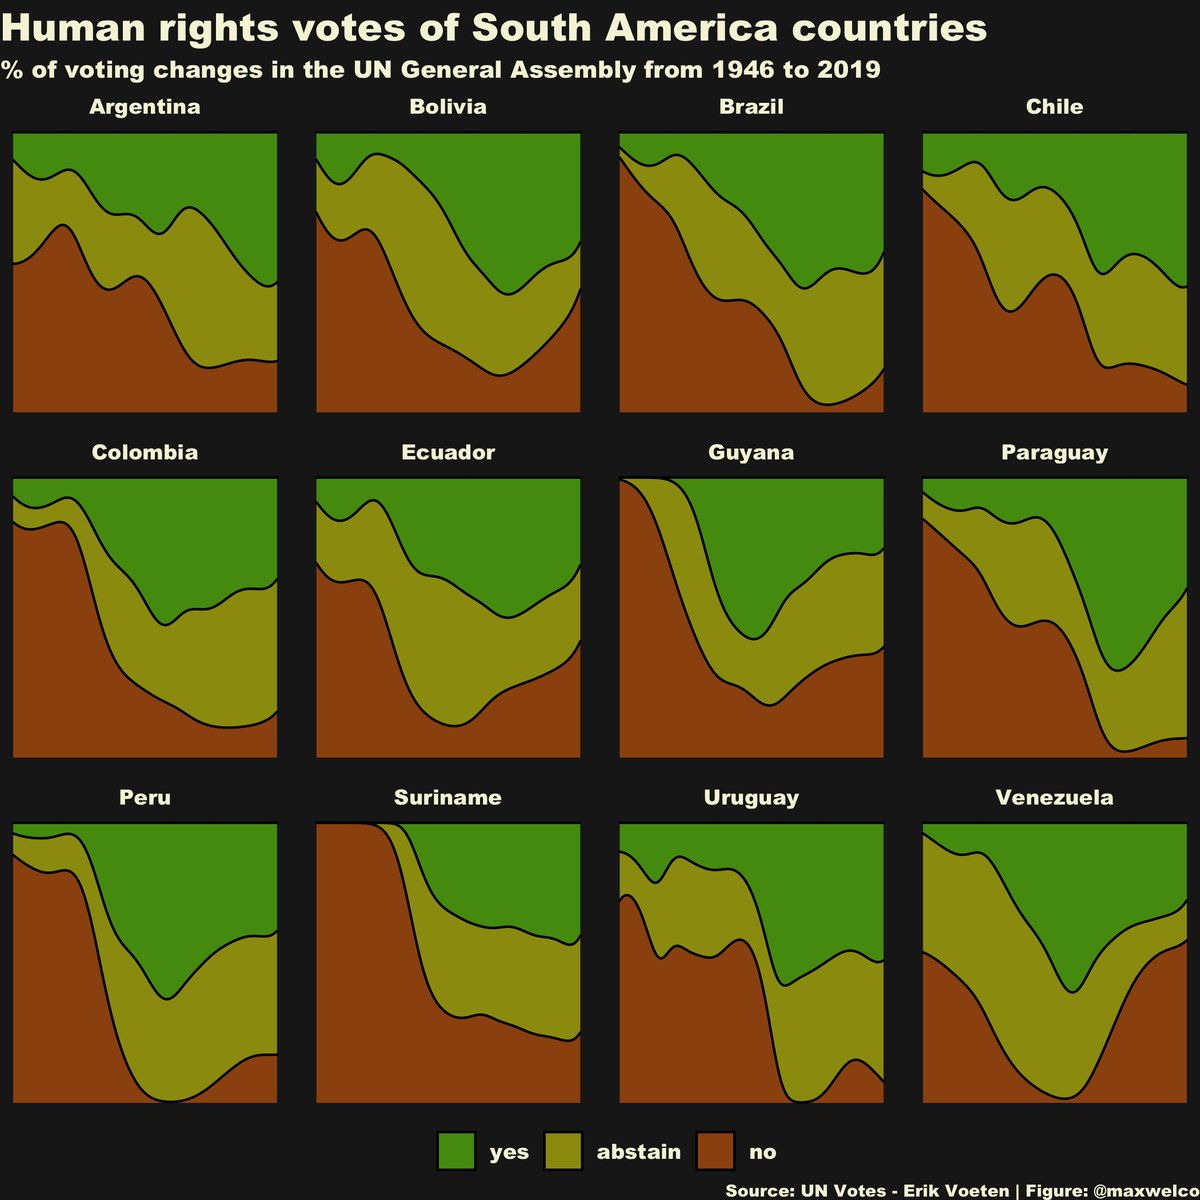 Human rights votes of South America countries
% of voting changes in the UN General Assembly from 1946 to 2019
Argentina Bolivia Brazil Chile
Colombia Ecuador Guyana Paraguay
Peru Suriname Uruguay Venezuela
yes abstain no
Source: UN Votes - Erik Voeten | Figure: @maxwelco